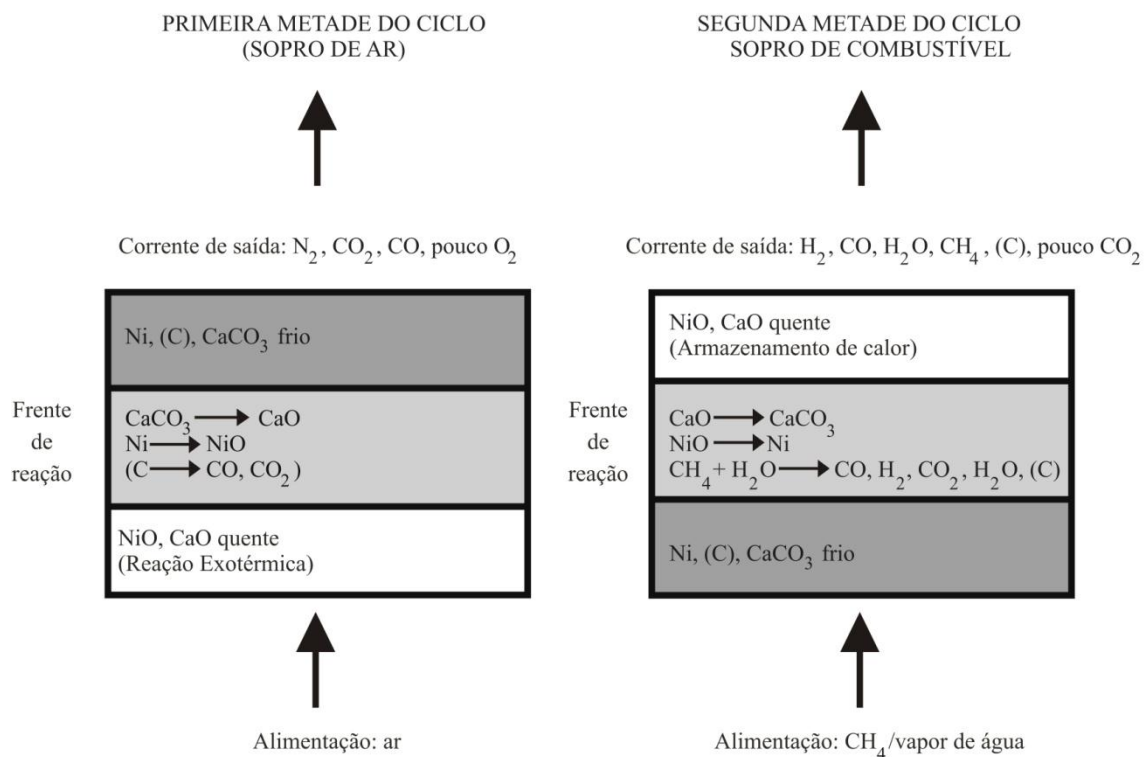 PRIMEIRA METADE DO CICLO
(SOPRO DE AR)
Corrente de saída: N₂, CO₂, CO, pouco O₂
Ni, (C), CaCO₃ frio
Frente
de
reação
CaCO₃ → CaO
Ni → NiO
(C → CO, CO₂ )
NiO, CaO quente
(Reação Exotérmica)
Alimentação: ar
SEGUNDA METADE DO CICLO
SOPRO DE COMBUSTÍVEL
Corrente de saída: H₂, CO, H₂O, CH₄ , (C), pouco CO₂
NiO, CaO quente
(Armazenamento de calor)
Frente
de
reação
CaO → CaCO₃
NiO → Ni
CH₄ + H₂O → CO, H₂, CO₂, H₂O, (C)
Ni, (C), CaCO₃ frio
Alimentação: CH₄/vapor de água